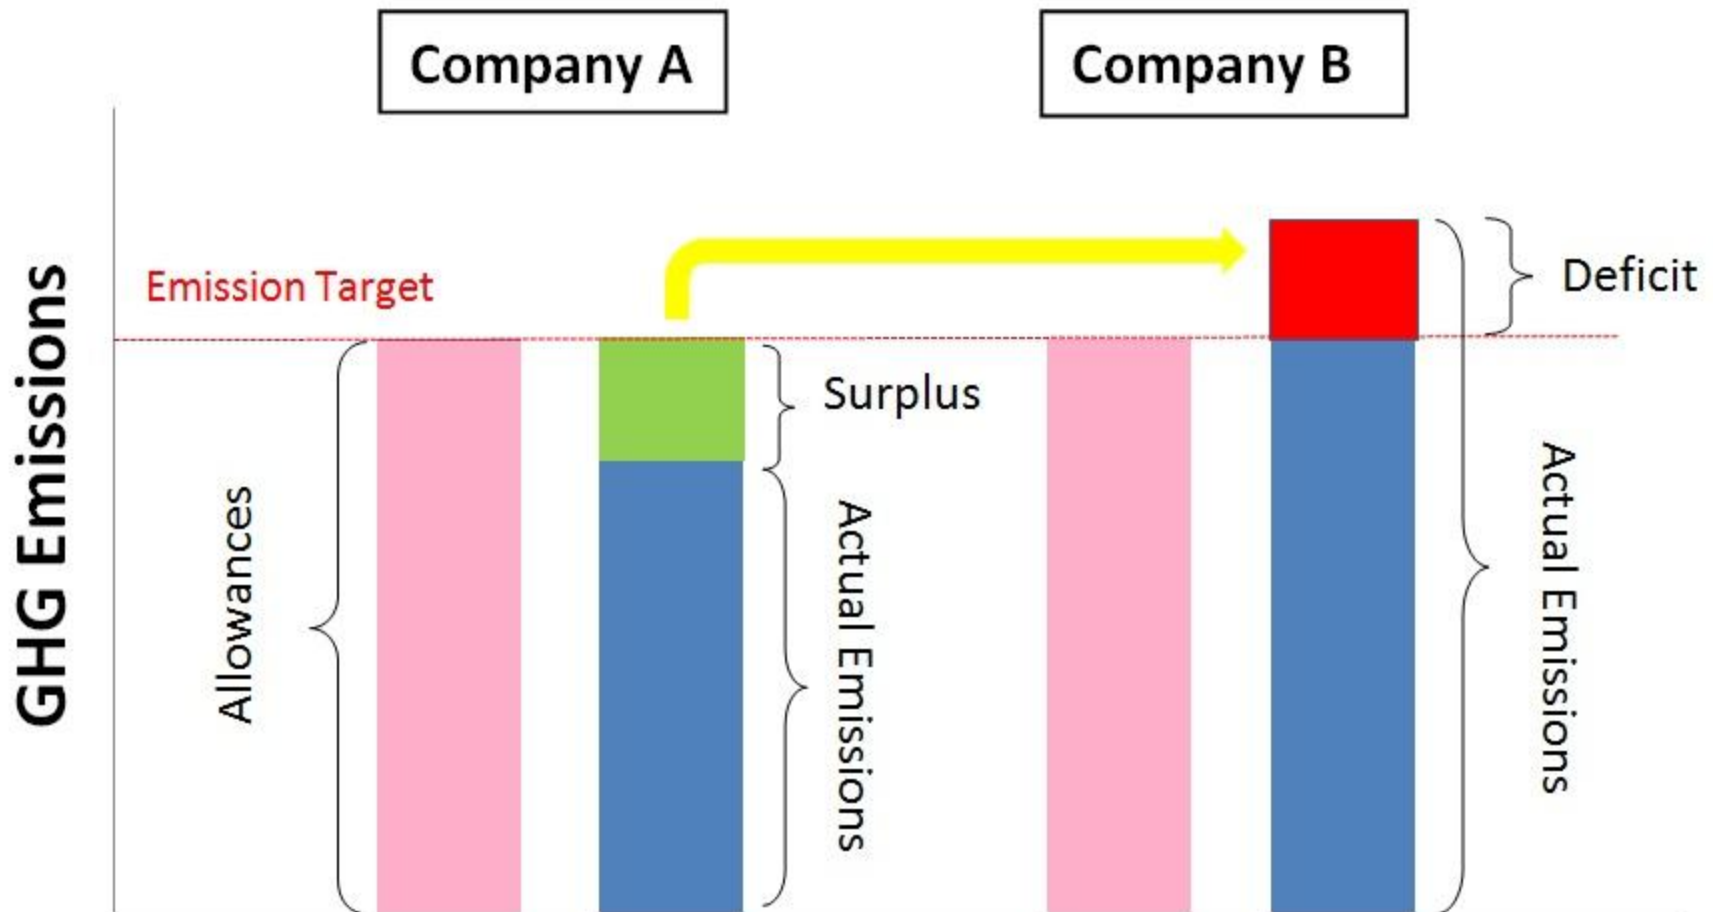 Company A
Company B
Emission Target
Deficit
Surplus
GHG Emissions
Allowances
Actual Emissions
Actual Emissions